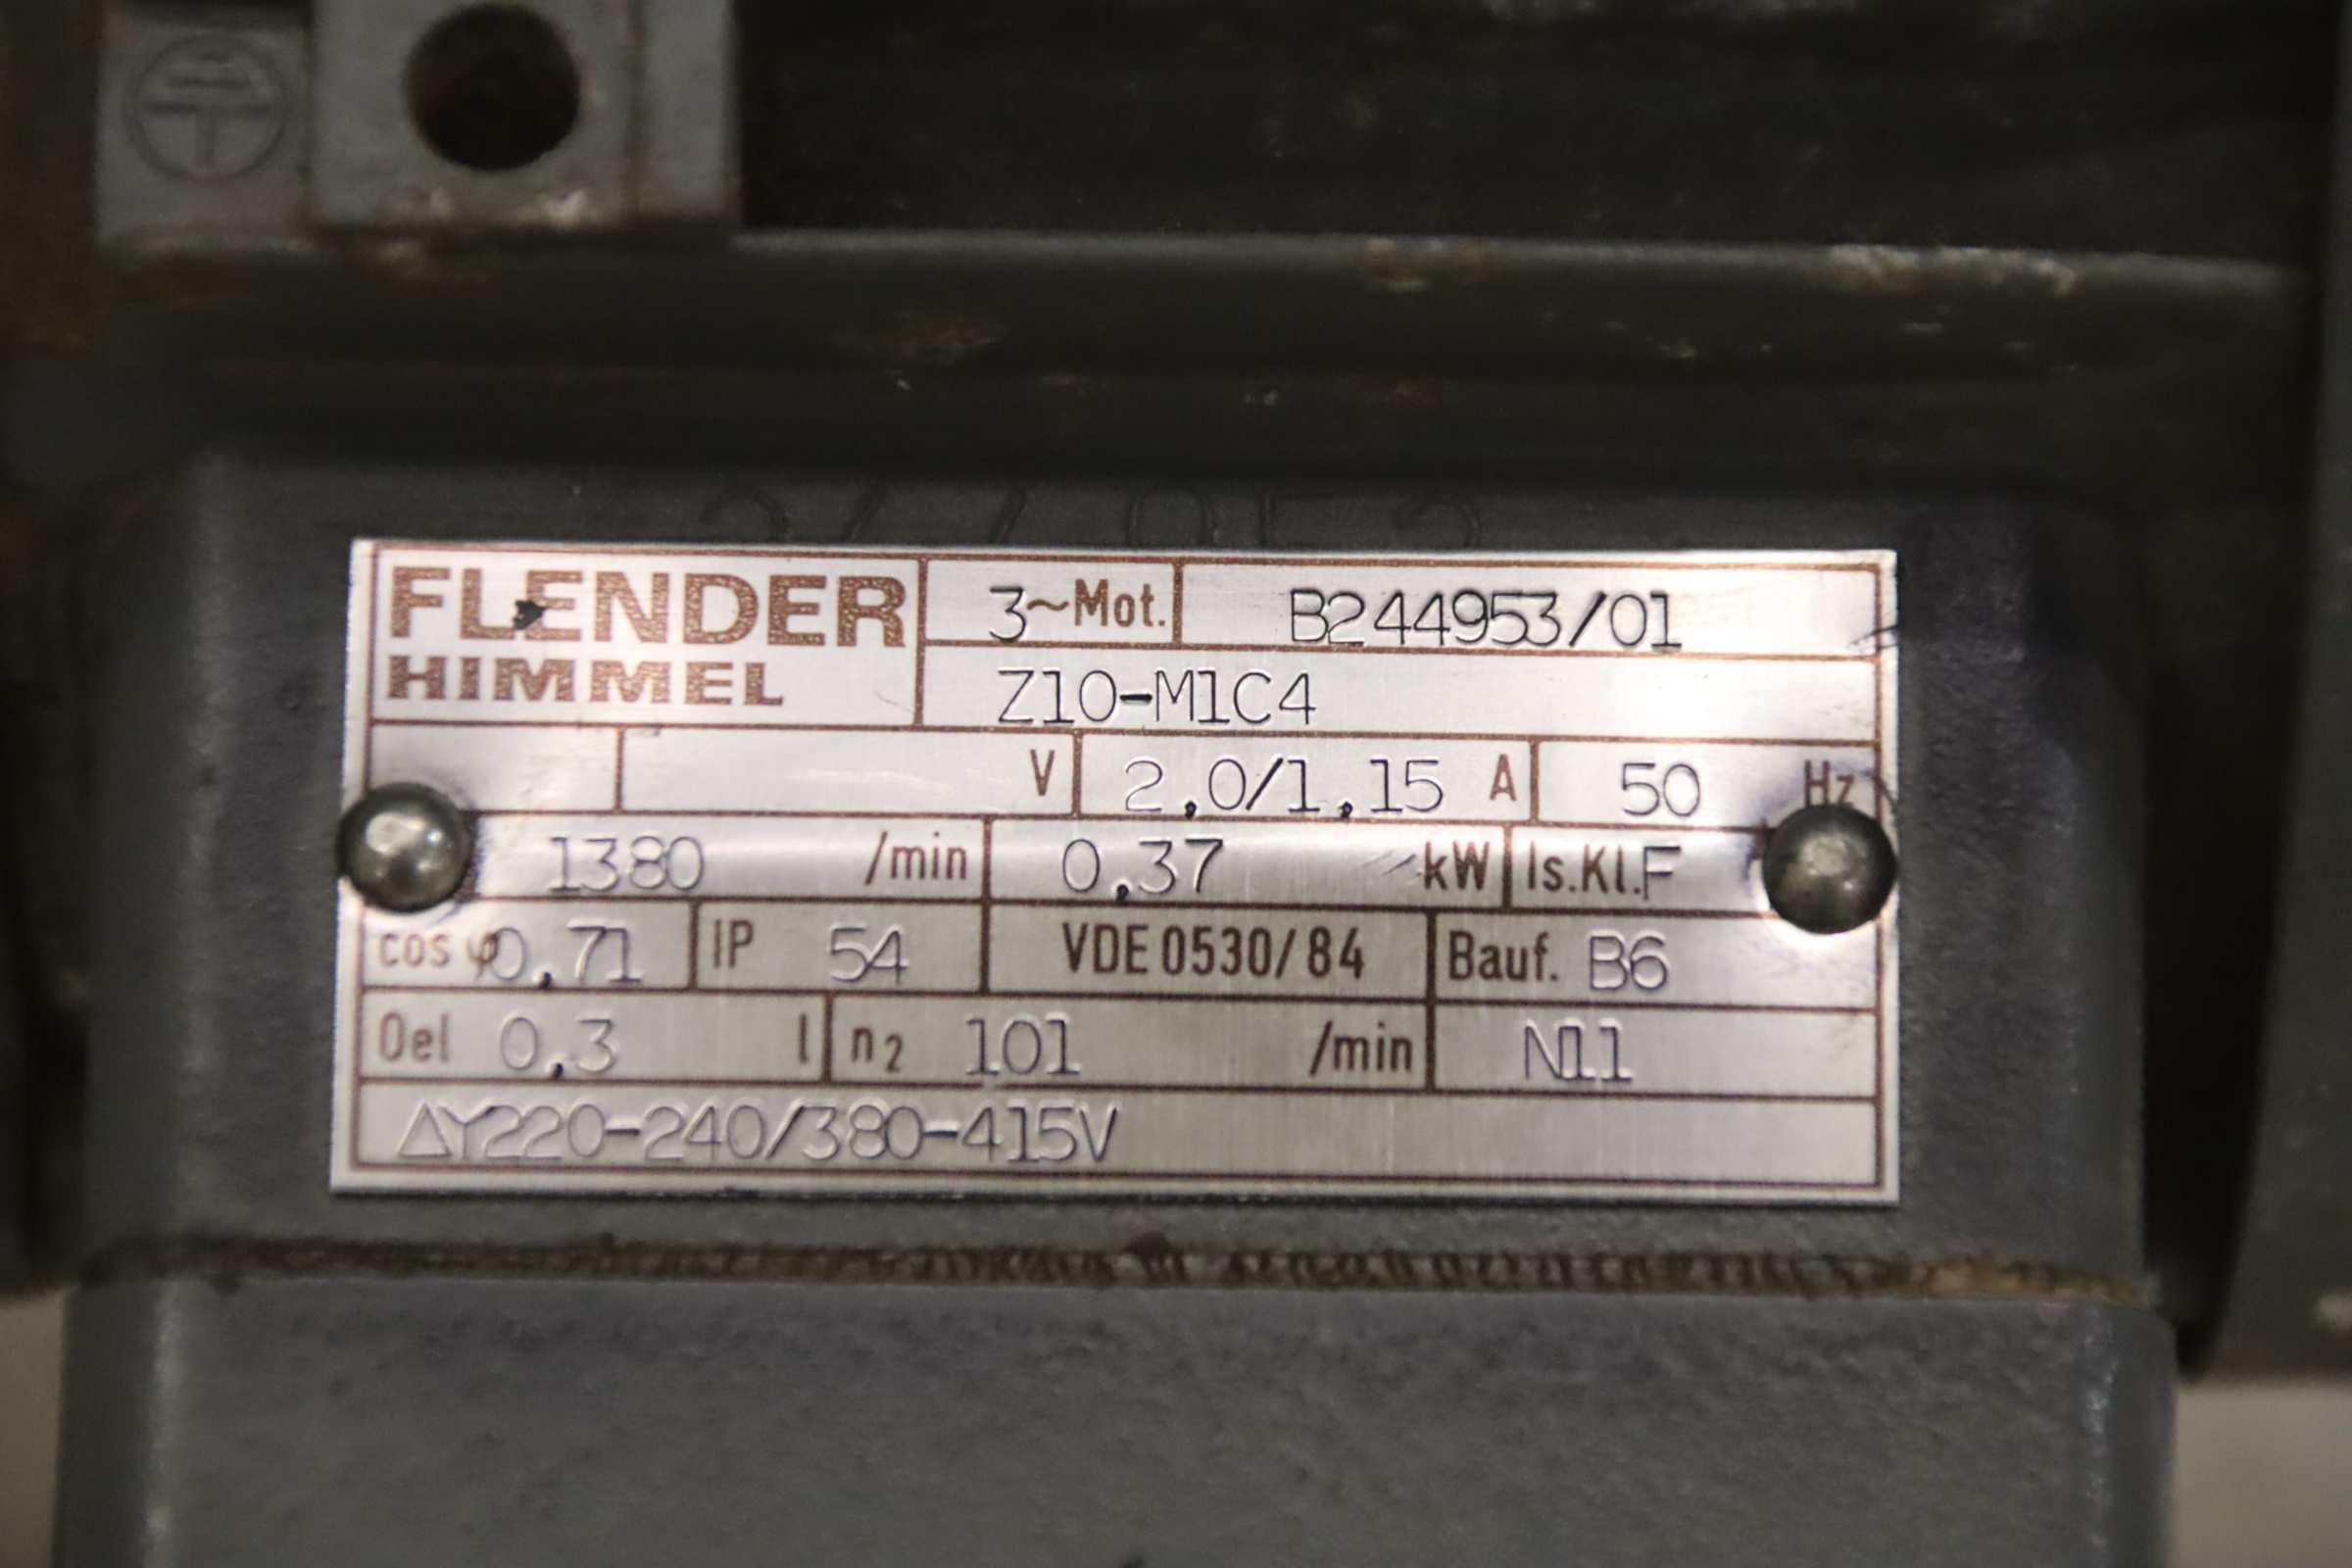 FLENDER
HIMMEL
3~Mot. B244953/01
Z10-M1C4
V 2,0/1,15 A 50 Hz
1380 /min 0,37 kW Is.Kl.F
cos φ0,71 IP 54 VDE 0530/84 Bauf. B6
Oel 0,3 l n2 101 /min N11
ΔY220-240/380-415V